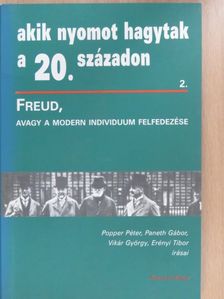 akik nyomot hagytak
a 20. században
2.
FREUD,
AVAGY A MODERN INDIVIDUUM FELFEDEZÉSE
Popper Péter, Paneth Gábor,
Vikár György, Erényi Tibor
írásai